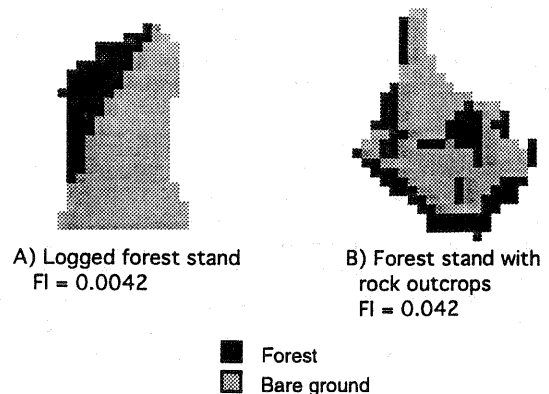 A) Logged forest stand
FI = 0.0042
B) Forest stand with
rock outcrops
FI = 0.042
Forest
Bare ground